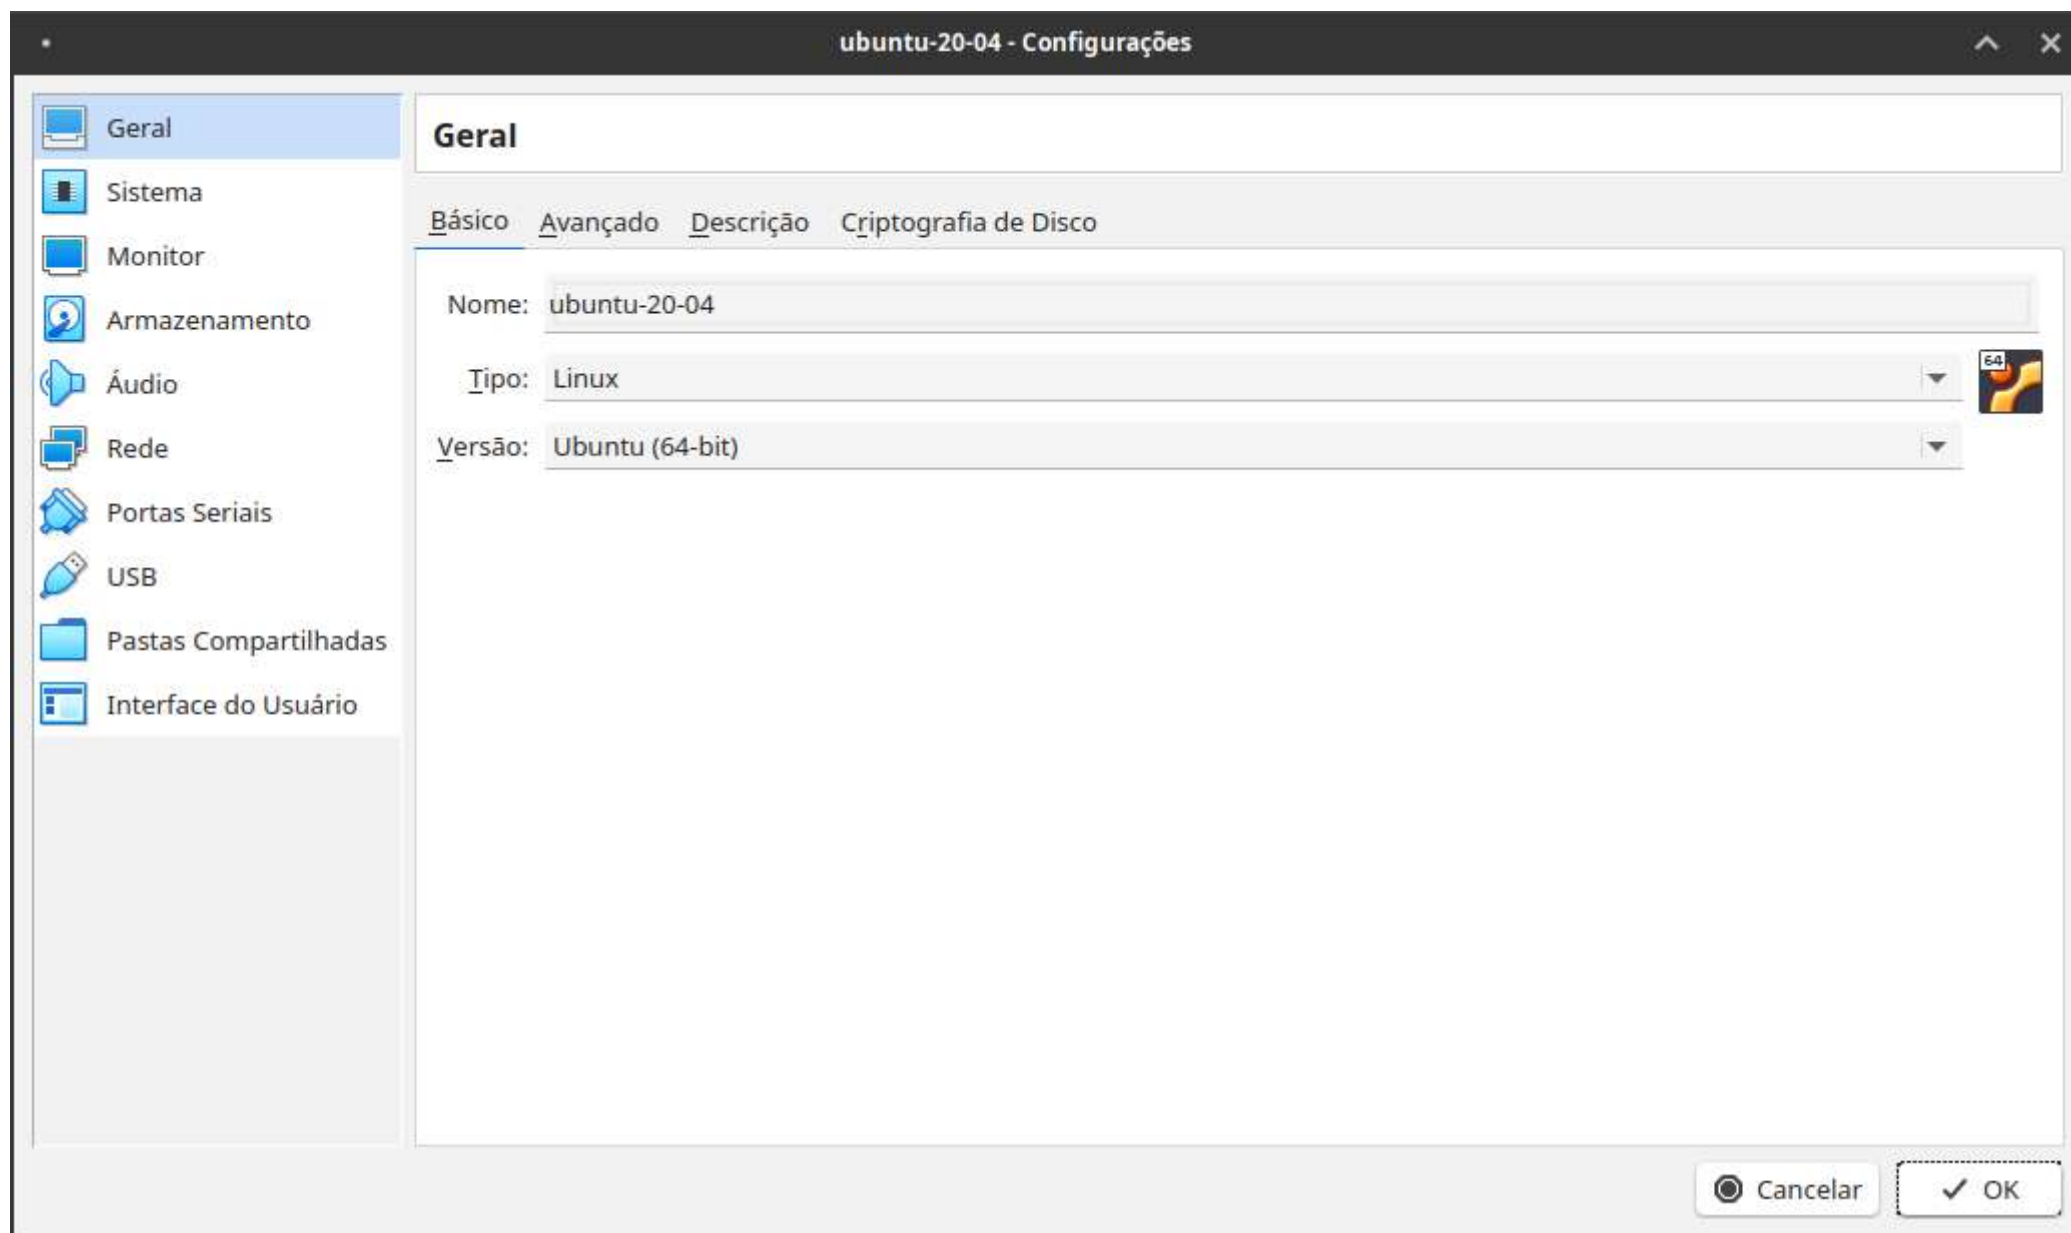 ubuntu-20-04 - Configurações
Geral
Sistema
Monitor
Armazenamento
Áudio
Rede
Portas Seriais
USB
Pastas Compartilhadas
Interface do Usuário
Geral
Básico Avançado Descrição Criptografia de Disco
Nome: ubuntu-20-04
Tipo: Linux
64
Versão: Ubuntu (64-bit)
Cancelar OK